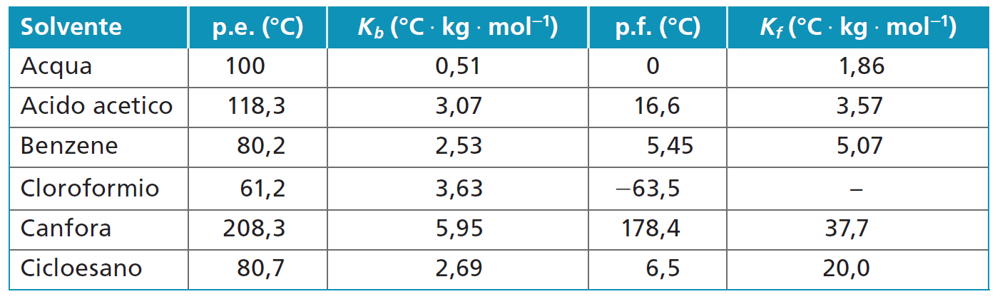 Solvente p.e. (°C) Kb (°C · kg · mol⁻¹) p.f. (°C) Kf (°C · kg · mol⁻¹)
Acqua 100 0,51 0 1,86
Acido acetico 118,3 3,07 16,6 3,57
Benzene 80,2 2,53 5,45 5,07
Cloroformio 61,2 3,63 −63,5 –
Canfora 208,3 5,95 178,4 37,7
Cicloesano 80,7 2,69 6,5 20,0